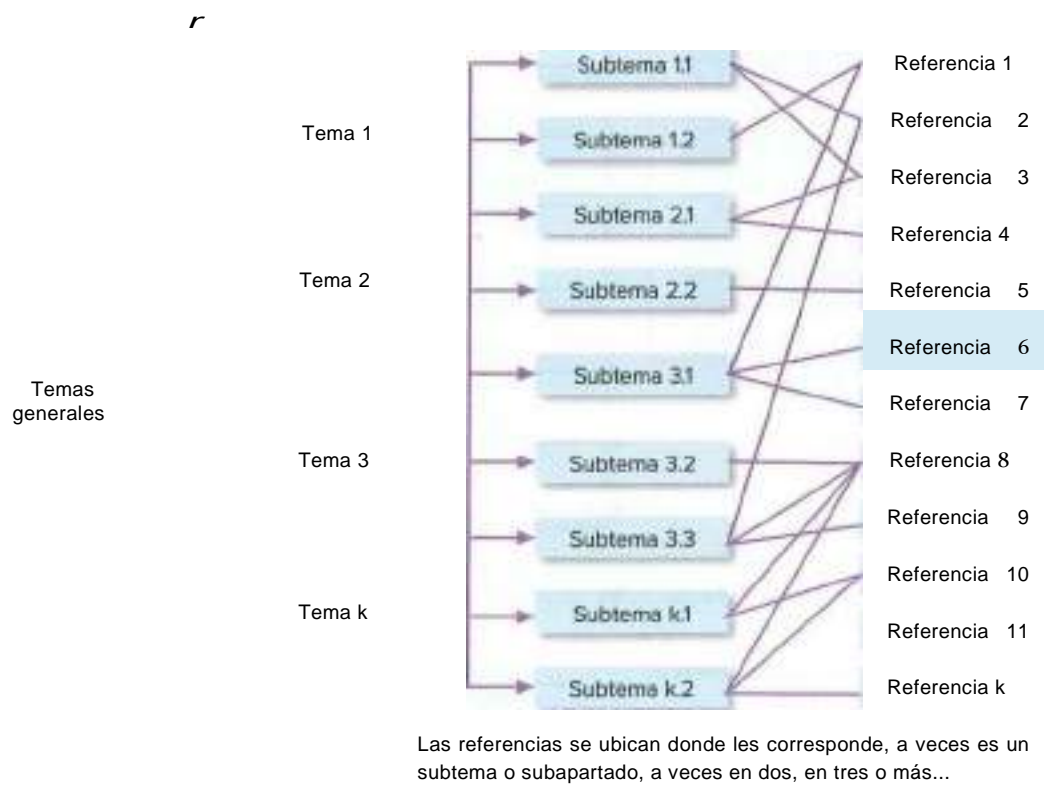 r
Temas
generales
Tema 1
Tema 2
Tema 3
Tema k
Subtema 1.1
Subtema 1.2
Subtema 2.1
Subtema 2.2
Subtema 3.1
Subtema 3.2
Subtema 3.3
Subtema k.1
Subtema k.2
Referencia 1
Referencia 2
Referencia 3
Referencia 4
Referencia 5
Referencia 6
Referencia 7
Referencia 8
Referencia 9
Referencia 10
Referencia 11
Referencia k
Las referencias se ubican donde les corresponde, a veces es un
subtema o subapartado, a veces en dos, en tres o más...